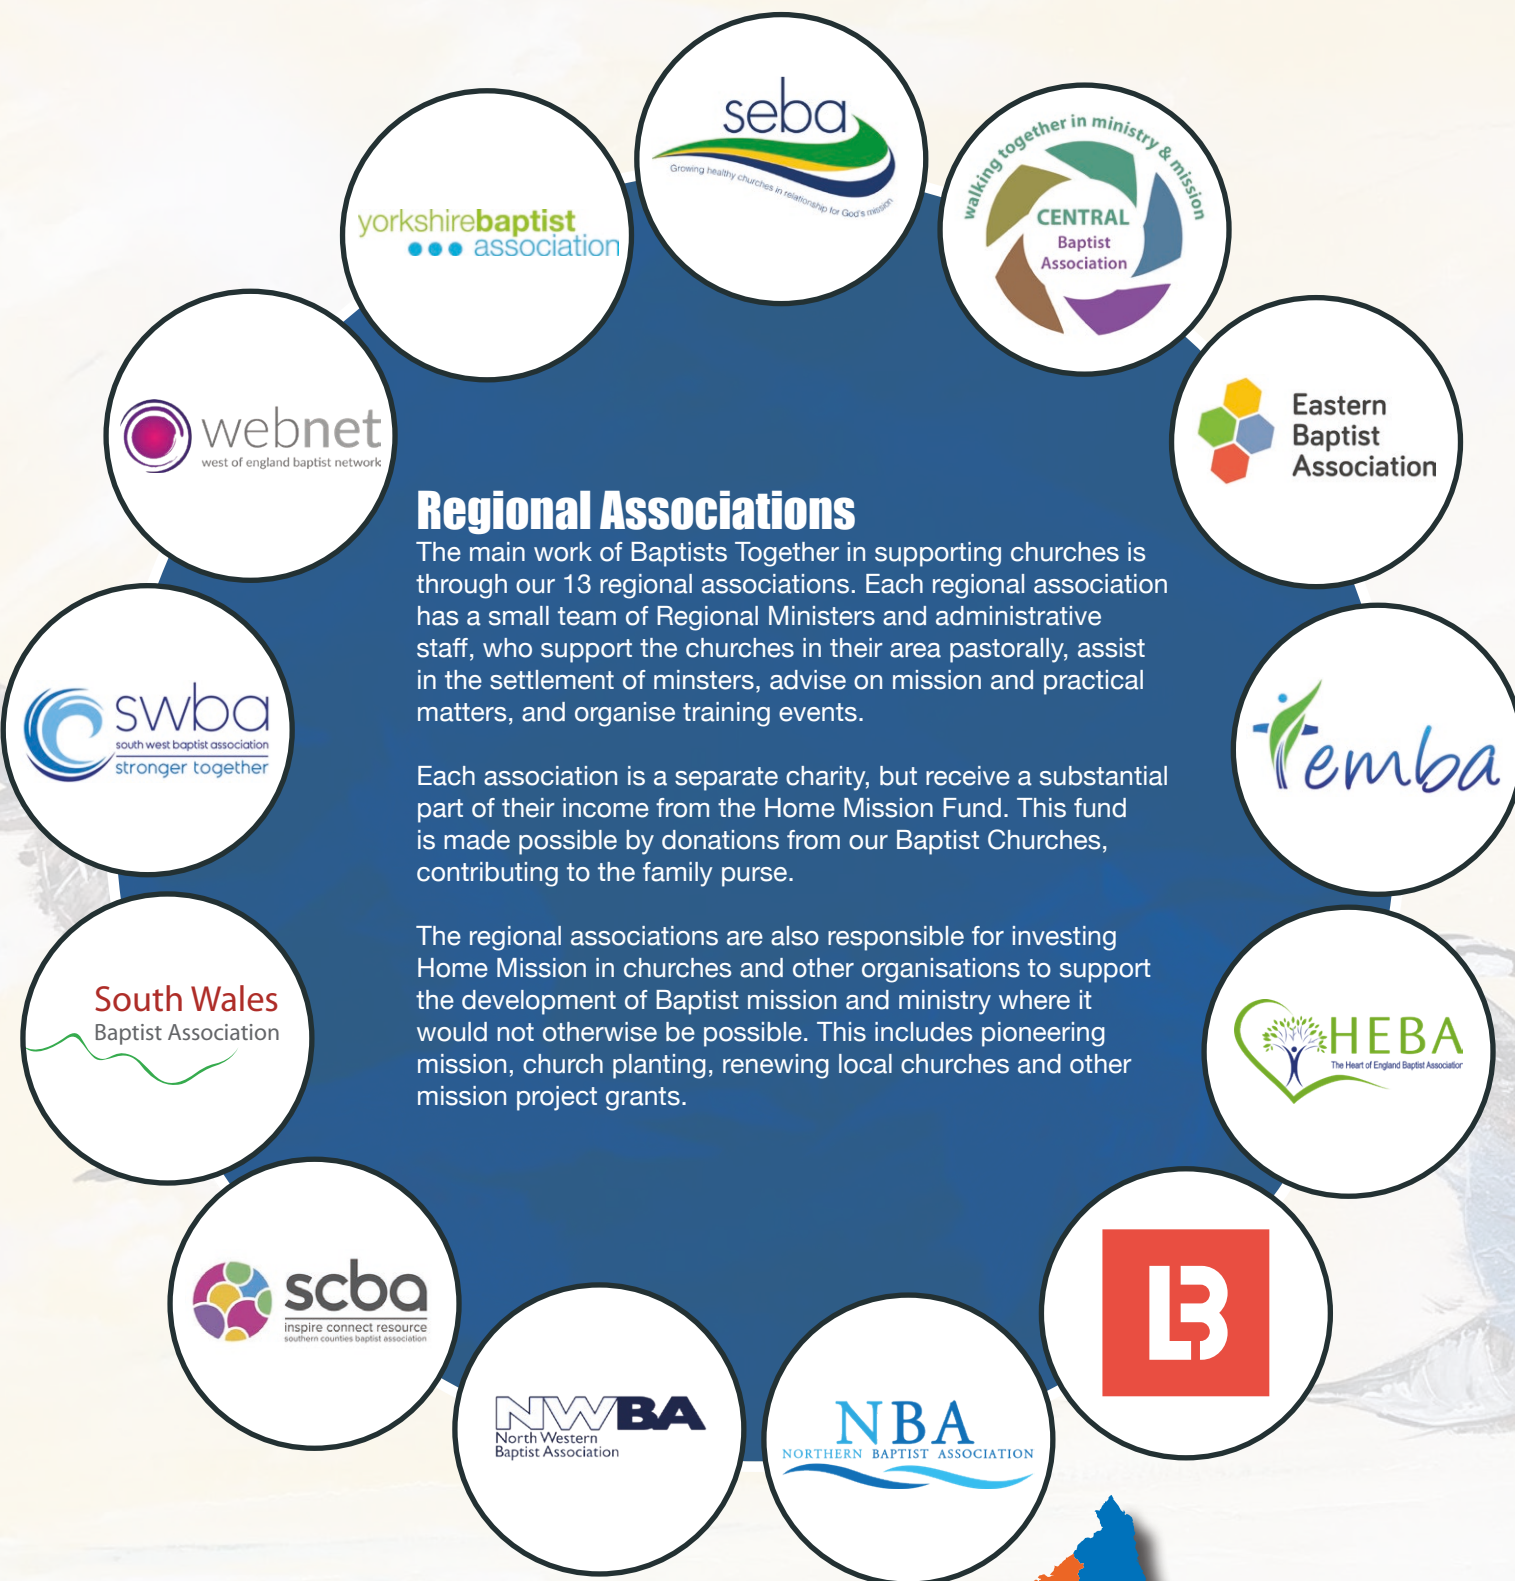 seba
Growing healthy churches in relationship for God's mission
walking together in ministry & mission
CENTRAL
Baptist
Association
yorkshirebaptist
association
Eastern
Baptist
Association
webnet
west of england baptist network
Regional Associations
The main work of Baptists Together in supporting churches is
through our 13 regional associations. Each regional association
has a small team of Regional Ministers and administrative
staff, who support the churches in their area pastorally, assist
in the settlement of minsters, advise on mission and practical
matters, and organise training events.
Each association is a separate charity, but receive a substantial
part of their income from the Home Mission Fund. This fund
is made possible by donations from our Baptist Churches,
contributing to the family purse.
The regional associations are also responsible for investing
Home Mission in churches and other organisations to support
the development of Baptist mission and ministry where it
would not otherwise be possible. This includes pioneering
mission, church planting, renewing local churches and other
mission project grants.
swba
south west baptist association
stronger together
emba
South Wales
Baptist Association
HEBA
The Heart of England Baptist Association
scba
inspire connect resource
southern counties baptist association
LB
NWBA
North Western
Baptist Association
NBA
NORTHERN BAPTIST ASSOCIATION